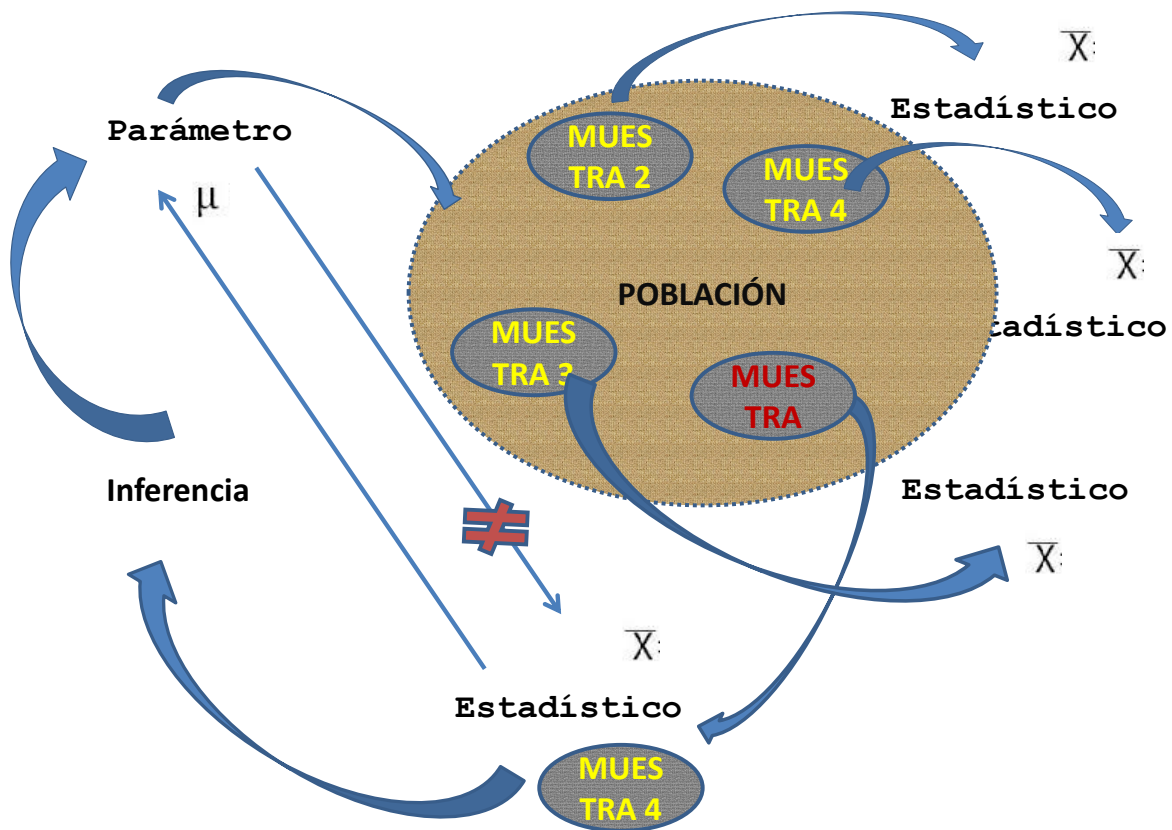 X̄:
Estadístico
Parámetro
MUES
TRA 2
MUES
TRA 4
μ
X̄:
POBLACIÓN
tadístico
MUES
TRA 3
MUES
TRA
Inferencia
Estadístico
X̄:
X̄:
Estadístico
MUES
TRA 4